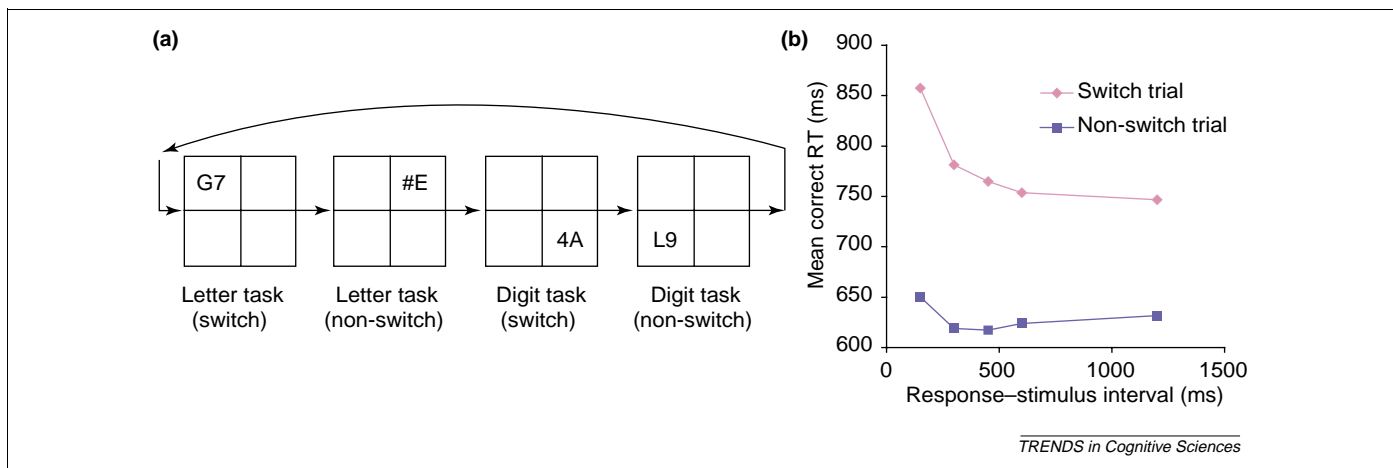 (a)
G7
#E
4A
L9
Letter task
(switch)
Letter task
(non-switch)
Digit task
(switch)
Digit task
(non-switch)
(b)
900
850
800
750
700
650
600
Mean correct RT (ms)
Switch trial
Non-switch trial
0
500
1000
1500
Response–stimulus interval (ms)
TRENDS in Cognitive Sciences